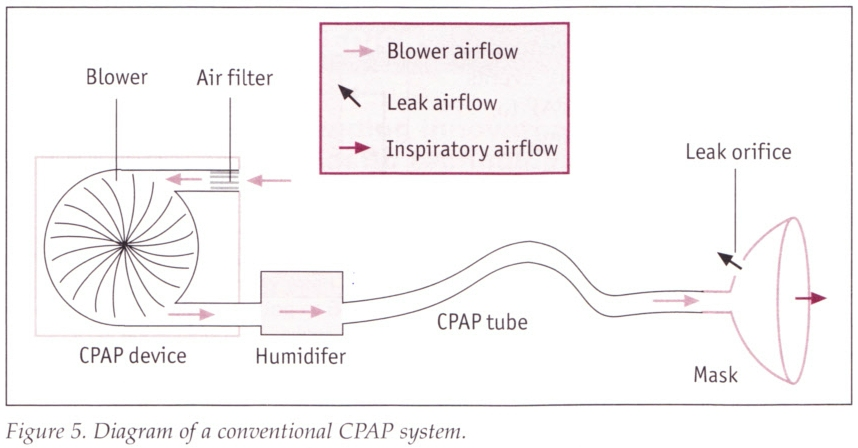 Blower airflow
Leak airflow
Inspiratory airflow
Blower
Air filter
Leak orifice
CPAP device
Humidifer
CPAP tube
Mask
Figure 5. Diagram of a conventional CPAP system.